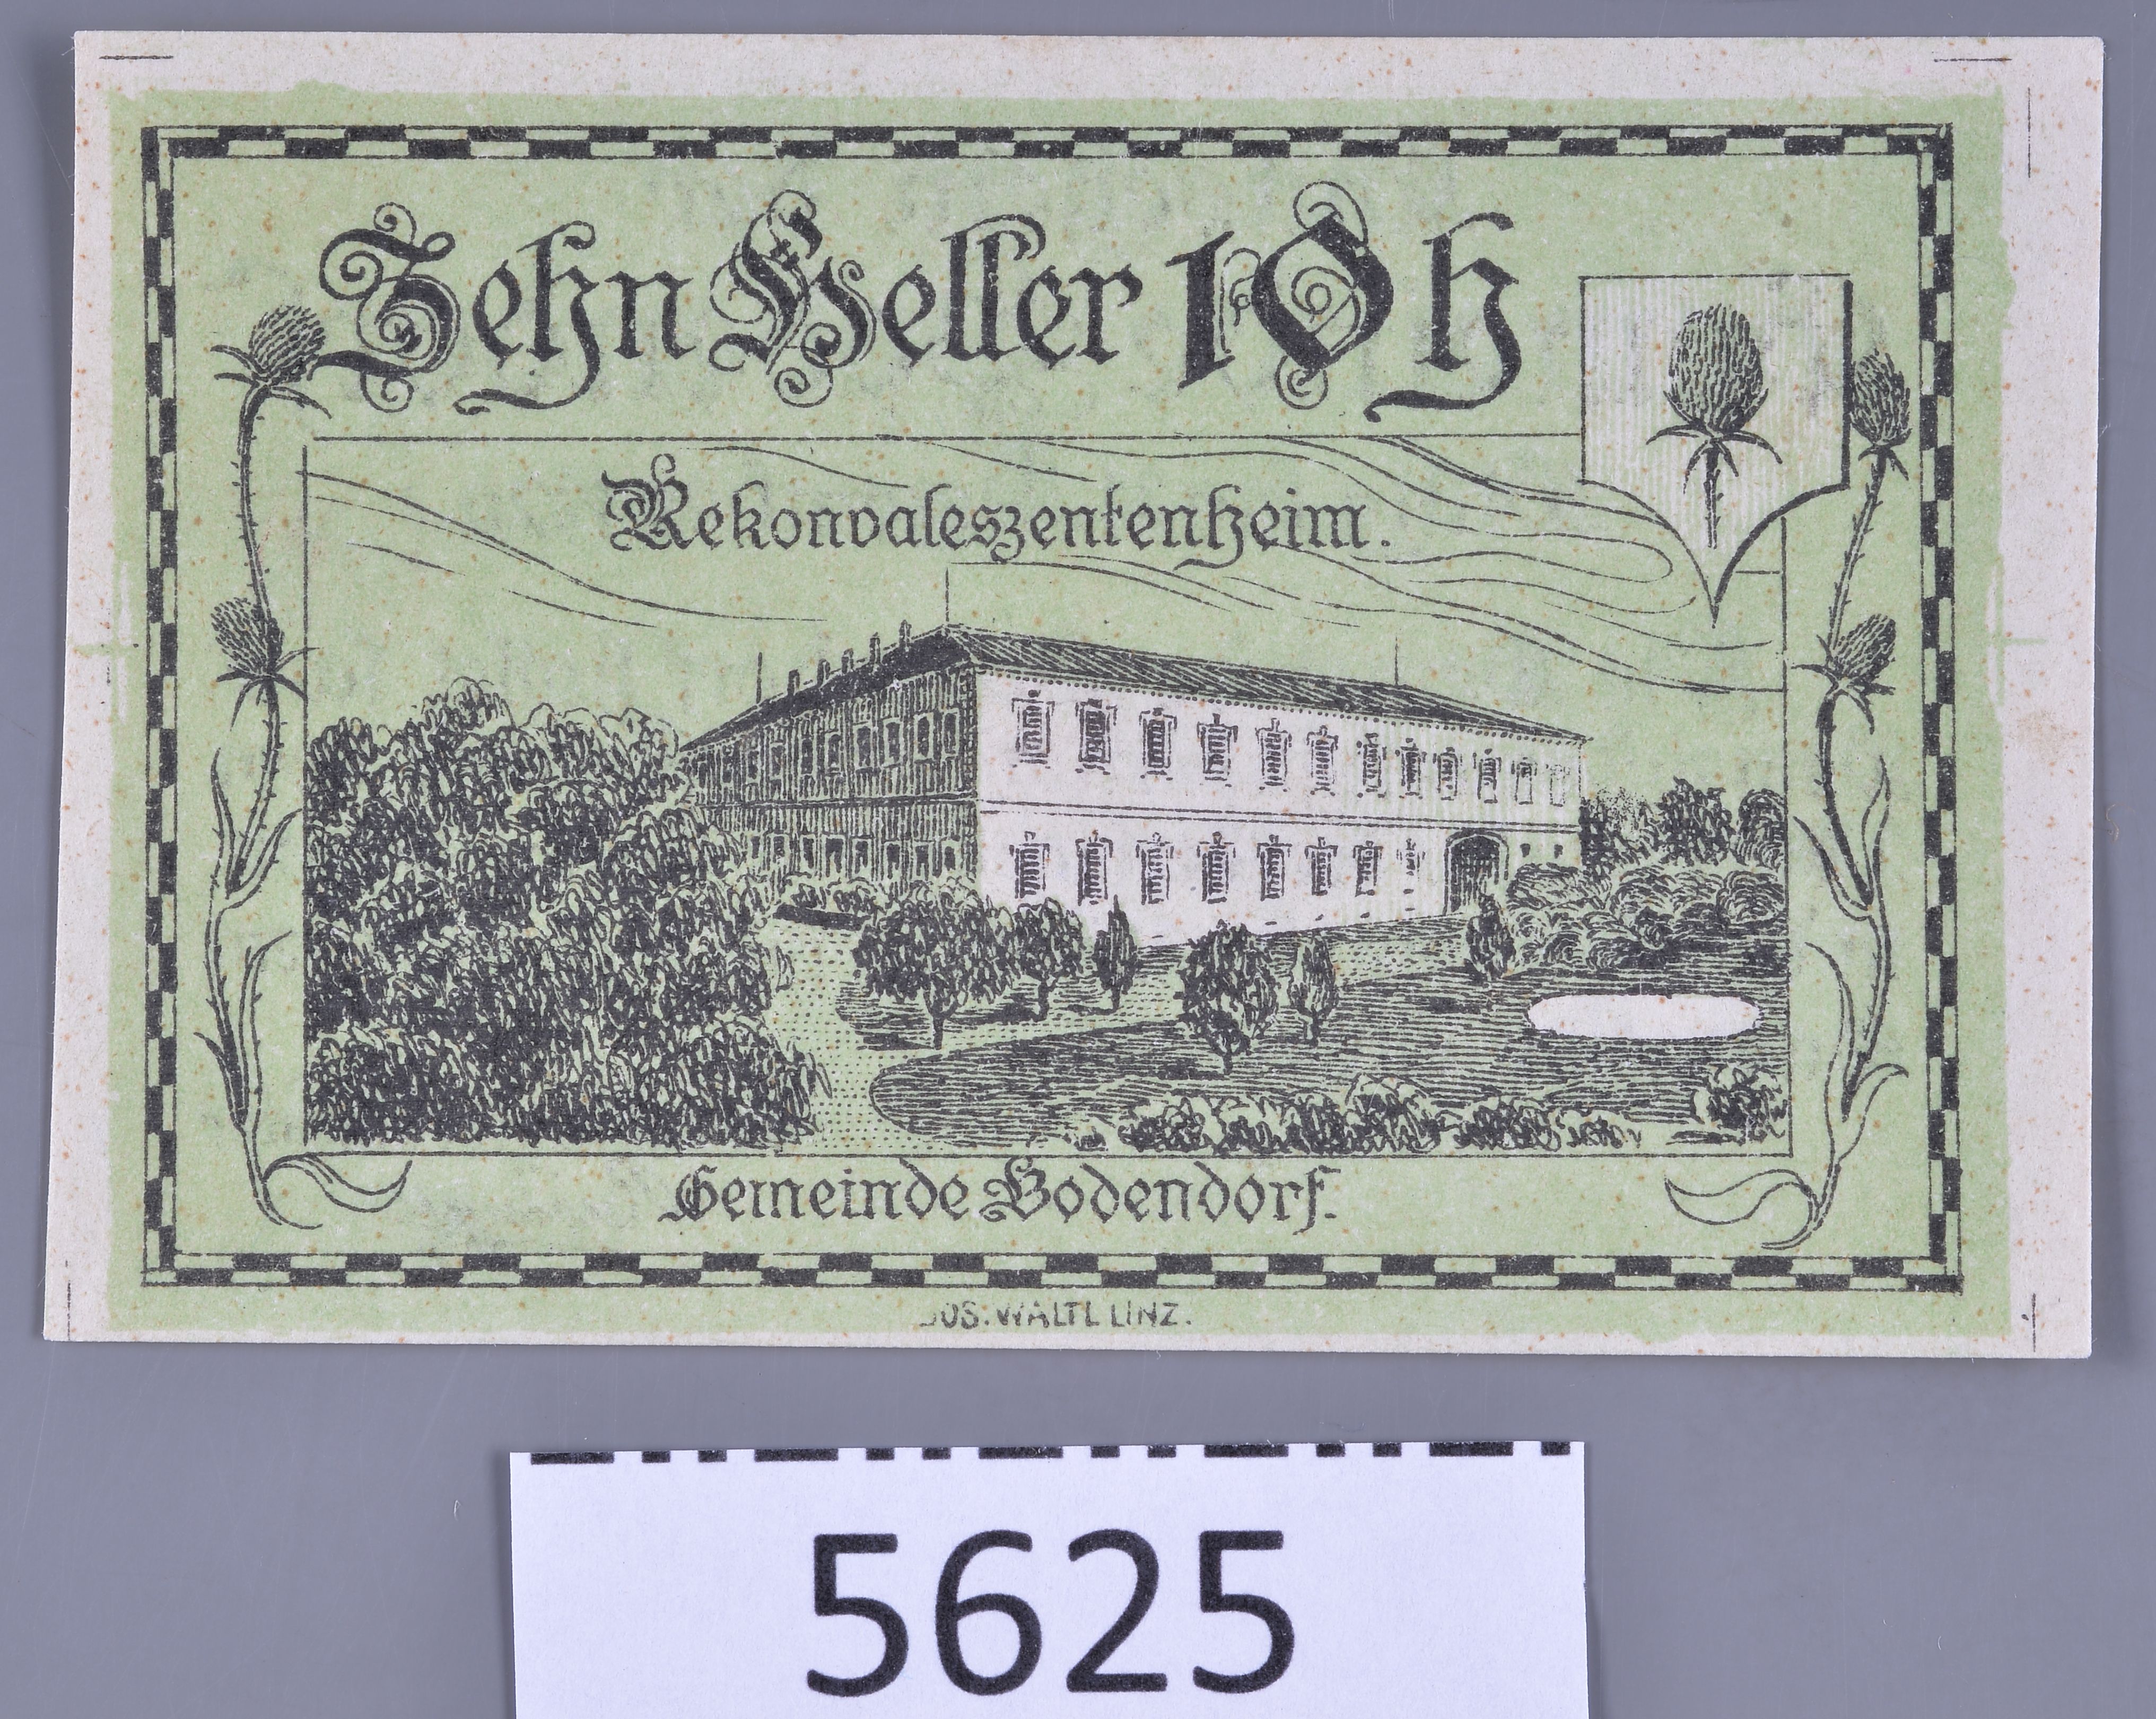 Zehn Heller 10 h
Rekonvaleszentenheim.
Gemeinde Bodendorf.
JOS. WALTL LINZ.
5625